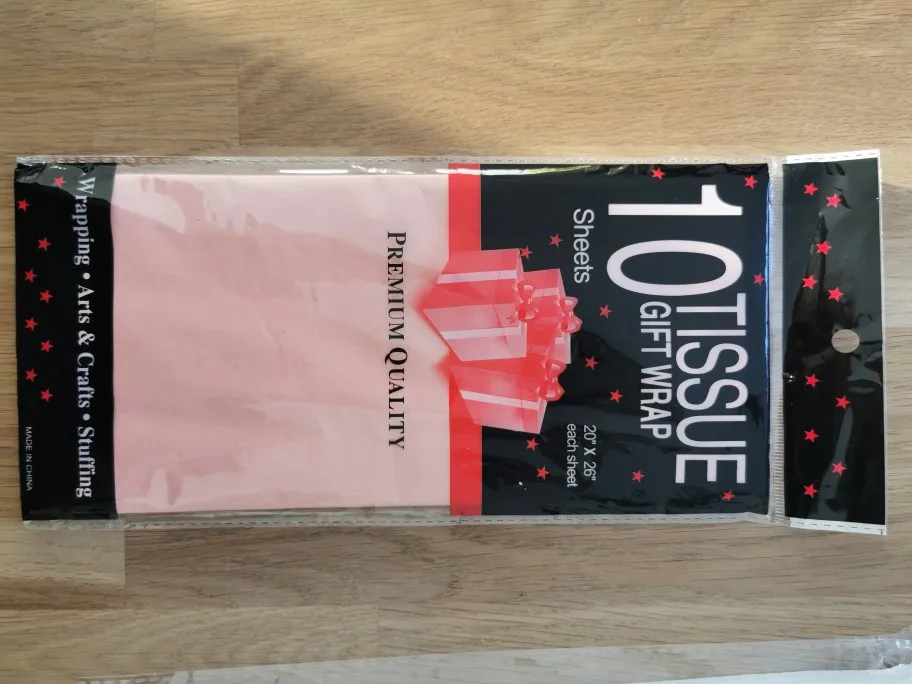 10 TISSUE
GIFT WRAP
Sheets
20" X 26"
each sheet
PREMIUM QUALITY
Wrapping • Arts & Crafts • Stuffing
MADE IN CHINA